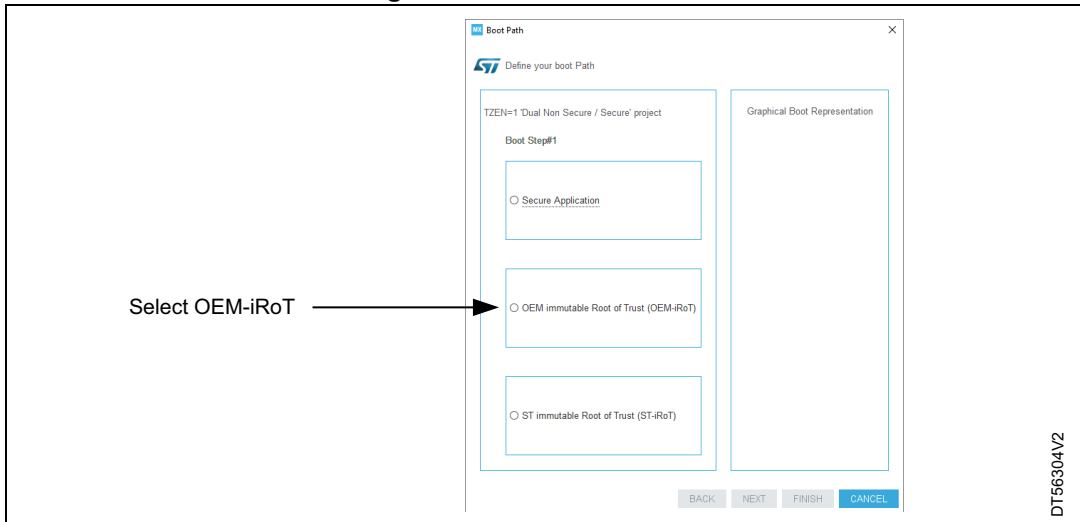 MX Boot Path
ST Define your boot Path
TZEN=1 'Dual Non Secure / Secure' project
Graphical Boot Representation
Boot Step#1
Secure Application
Select OEM-iRoT
OEM immutable Root of Trust (OEM-iRoT)
ST immutable Root of Trust (ST-iRoT)
BACK NEXT FINISH CANCEL
DT56304V2